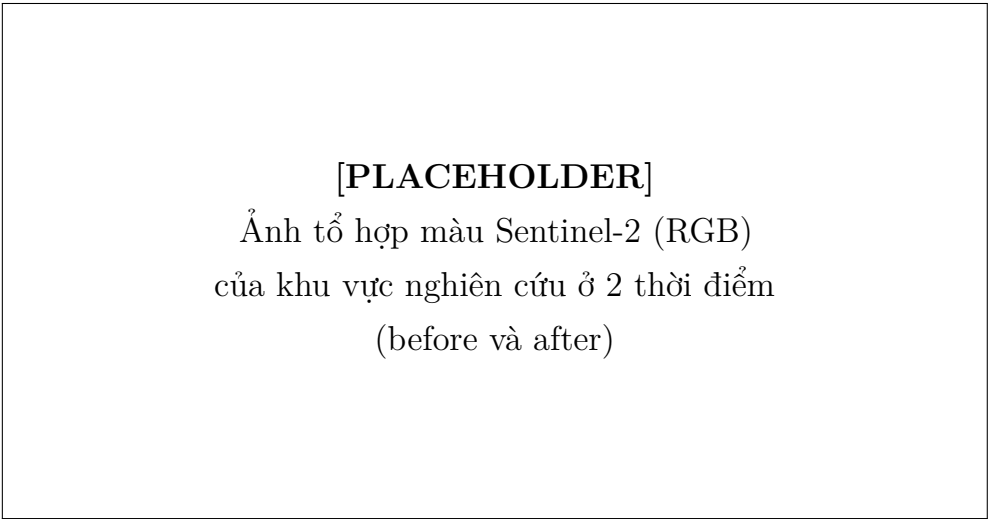 [PLACEHOLDER]
Ảnh tổ hợp màu Sentinel-2 (RGB)
của khu vực nghiên cứu ở 2 thời điểm
(before và after)